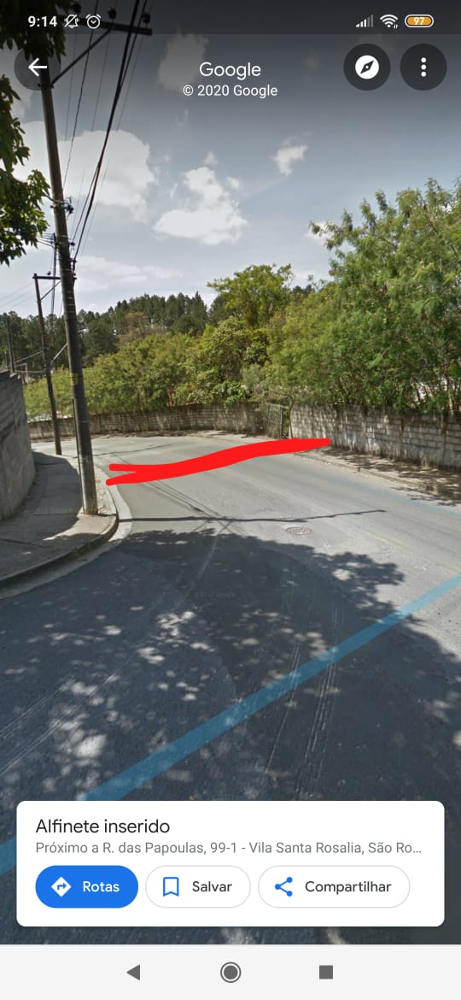 9:14
97
Google
© 2020 Google
Alfinete inserido
Próximo a R. das Papoulas, 99-1 - Vila Santa Rosalia, São Ro...
Rotas
Salvar
Compartilhar